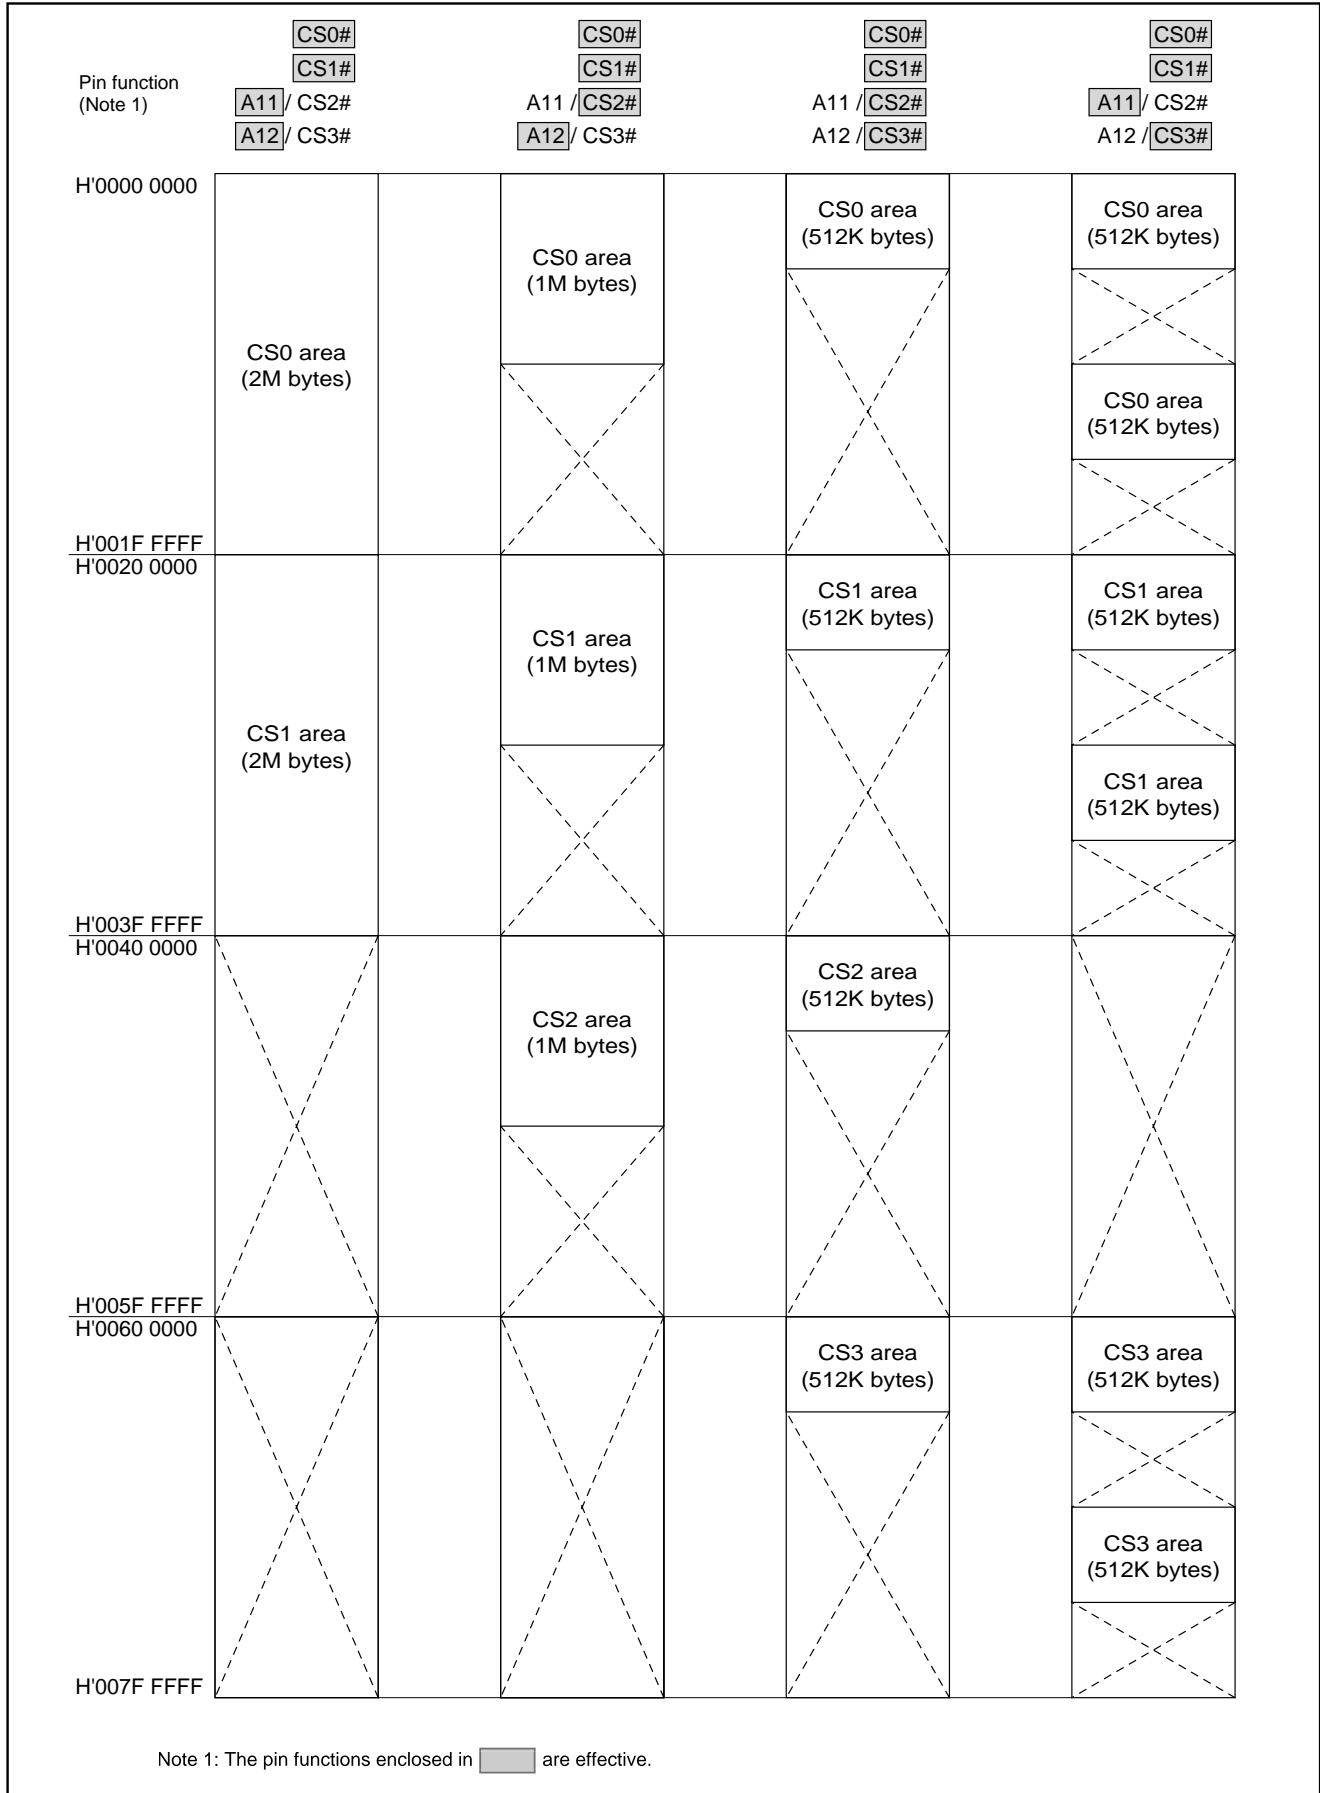 CS0# CS0# CS0# CS0#
CS1# CS1# CS1# CS1#
Pin function
(Note 1)
A11 / CS2# A11 / CS2# A11 / CS2# A11 / CS2#
A12 / CS3# A12 / CS3# A12 / CS3# A12 / CS3#
H'0000 0000
CS0 area
(2M bytes)
CS0 area
(1M bytes)
CS0 area
(512K bytes)
CS0 area
(512K bytes)
CS0 area
(512K bytes)
H'001F FFFF
H'0020 0000
CS1 area
(2M bytes)
CS1 area
(1M bytes)
CS1 area
(512K bytes)
CS1 area
(512K bytes)
CS1 area
(512K bytes)
H'003F FFFF
H'0040 0000
CS2 area
(1M bytes)
CS2 area
(512K bytes)
H'005F FFFF
H'0060 0000
CS3 area
(512K bytes)
CS3 area
(512K bytes)
CS3 area
(512K bytes)
H'007F FFFF
Note 1: The pin functions enclosed in are effective.